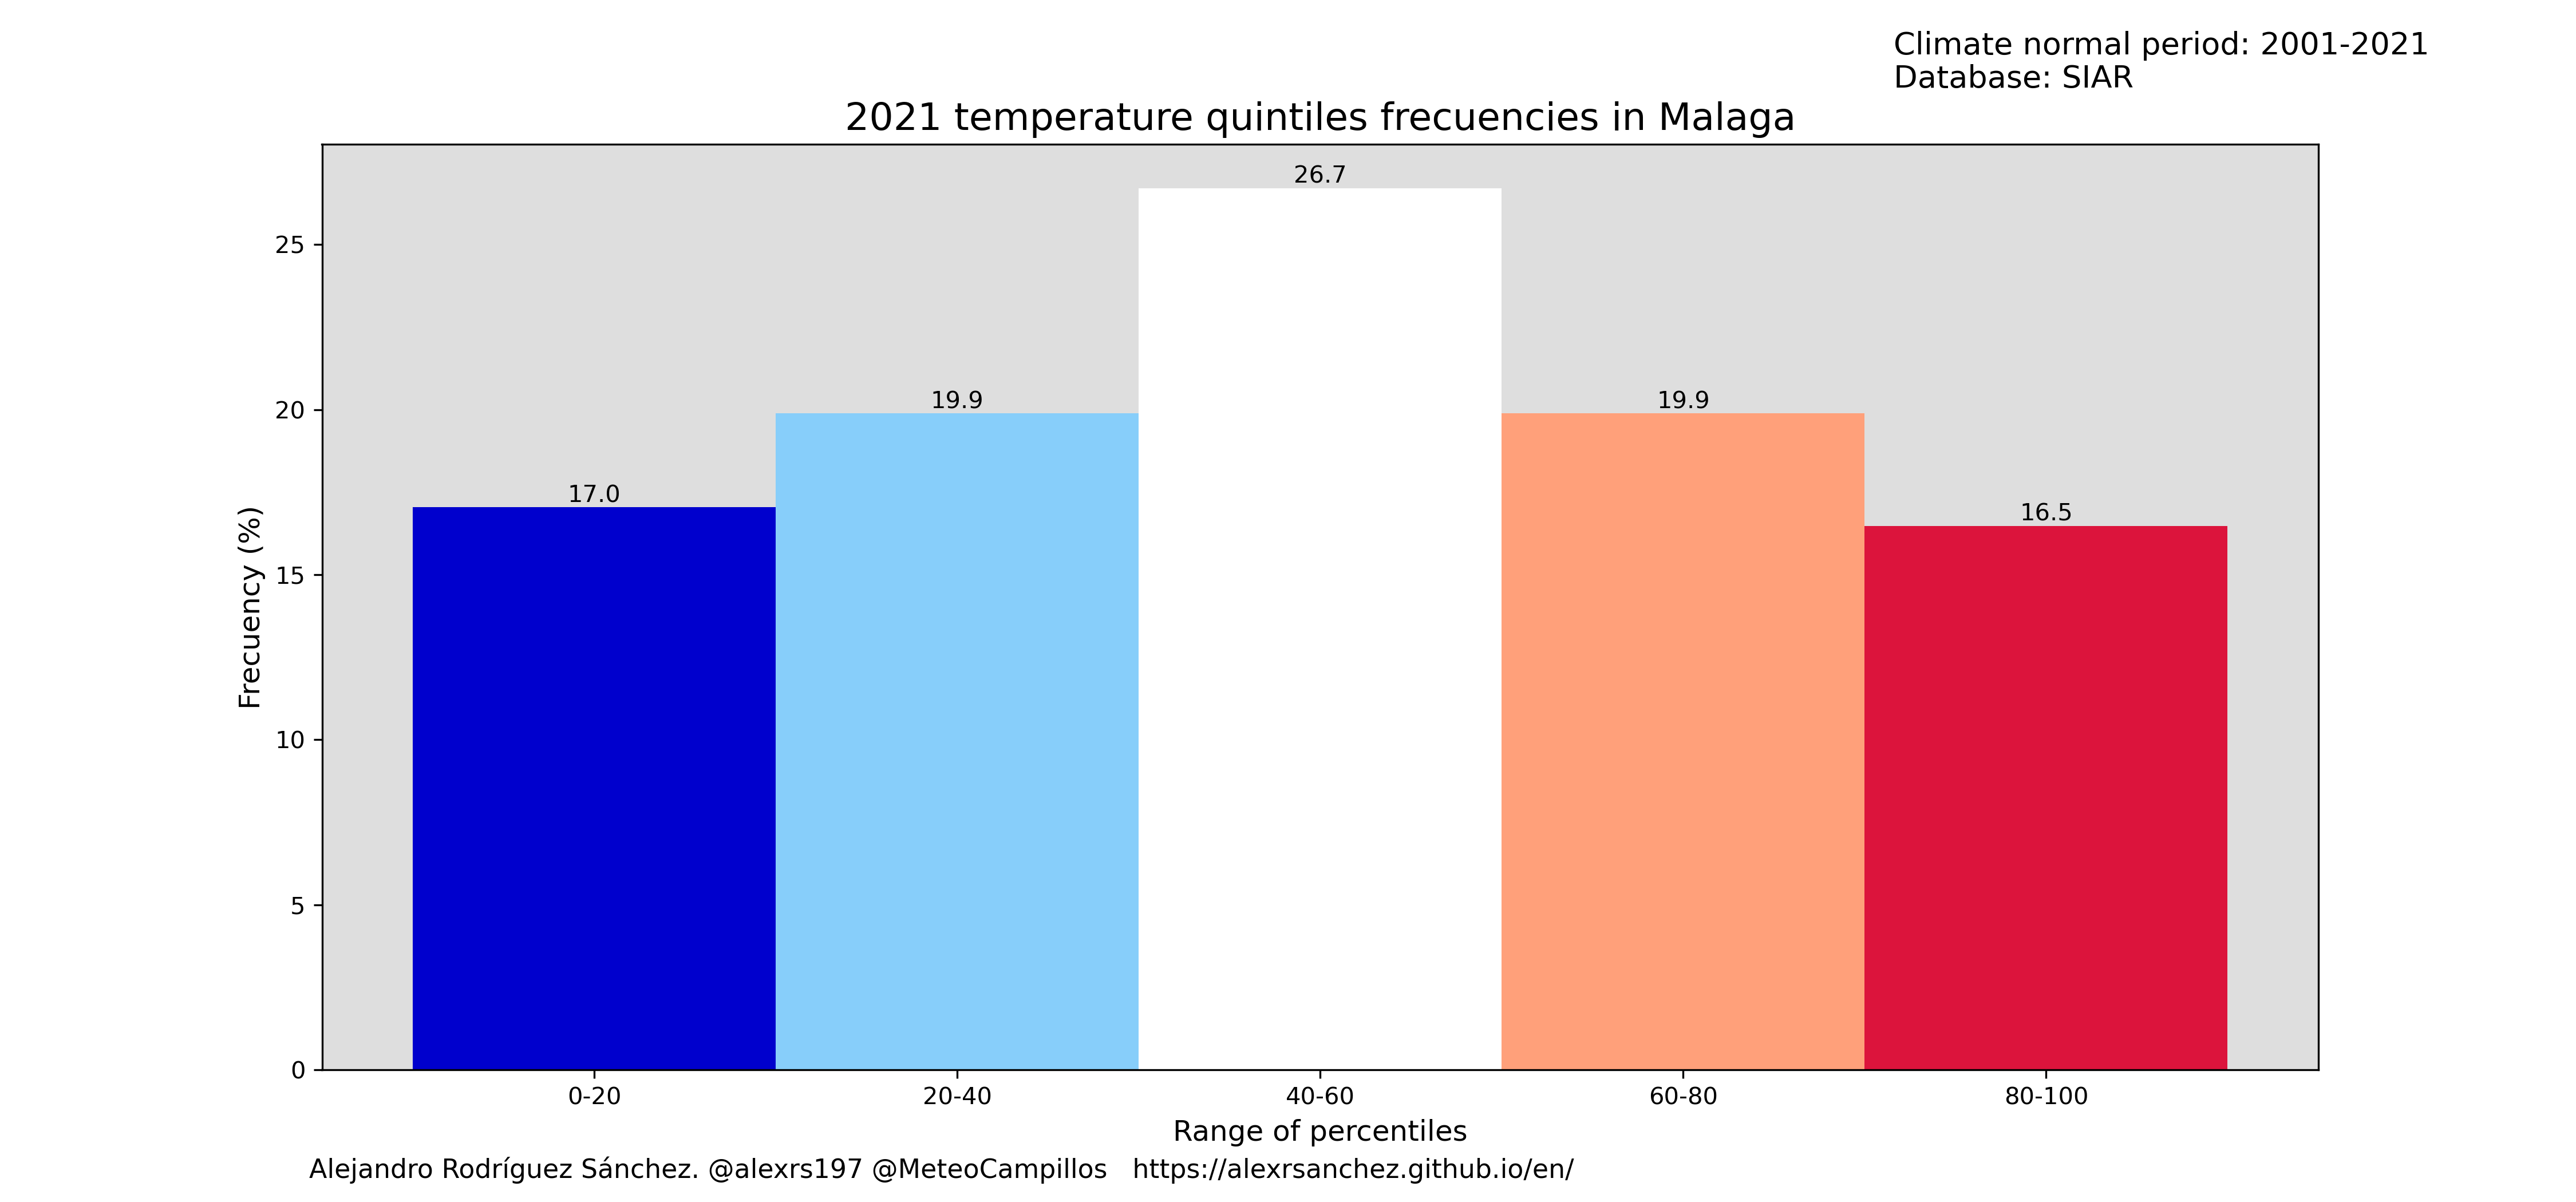 Climate normal period: 2001-2021
Database: SIAR
2021 temperature quintiles frecuencies in Malaga
26.7
25
19.9
19.9
20
17.0
16.5
Frecuency (%)
15
10
5
0
0-20
20-40
40-60
60-80
80-100
Range of percentiles
Alejandro Rodríguez Sánchez. @alexrs197 @MeteoCampillos https://alexrsanchez.github.io/en/